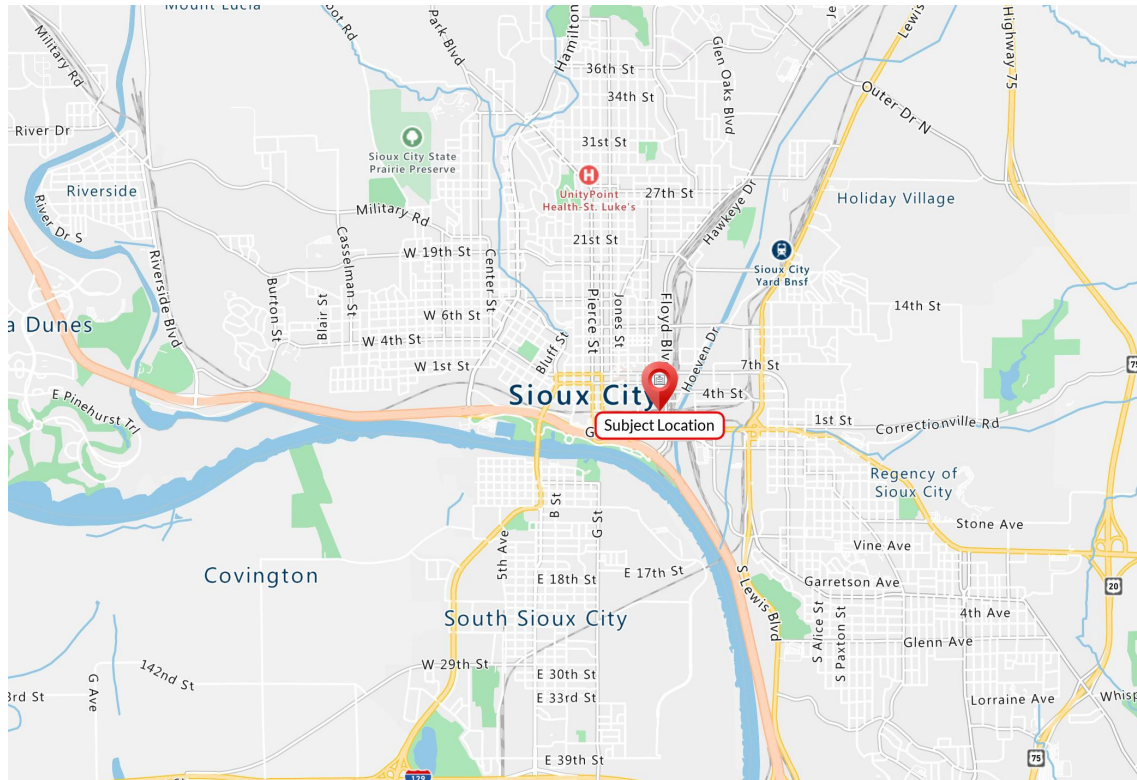 Mount Lucia
Military Rd
Park Blvd
Hamilton
Lewis
Highway 75
36th St
34th St
Glen Oaks Blvd
Outer Dr N
River Dr
31st St
Sioux City State
Prairie Preserve
Riverside
UnityPoint
Health-St. Luke's
27th St
Hawkeye Dr
Holiday Village
River Dr S
Military Rd
Casselman St
W 19th St
Center St
21st St
Sioux City
Yard Bnsf
Riverside Blvd
Burton St
Blair St
W 6th St
Pierce St
Jones St
Floyd Blv
14th St
a Dunes
W 4th St
Bluff St
Hoeven Dr
W 1st St
7th St
75
Sioux City
4th St
E Pinehurst Trl
Subject Location
1st St
Correctionville Rd
Regency of
Sioux City
B St
G St
Stone Ave
5th Ave
Vine Ave
Covington
E 18th St
E 17th St
S Lewis Blvd
Garretson Ave
20
South Sioux City
S Alice St
S Paxton St
4th Ave
Glenn Ave
142nd St
W 29th St
G Ave
3rd St
E 30th St
E 33rd St
Lorraine Ave
Whisp
E 39th St
75
129